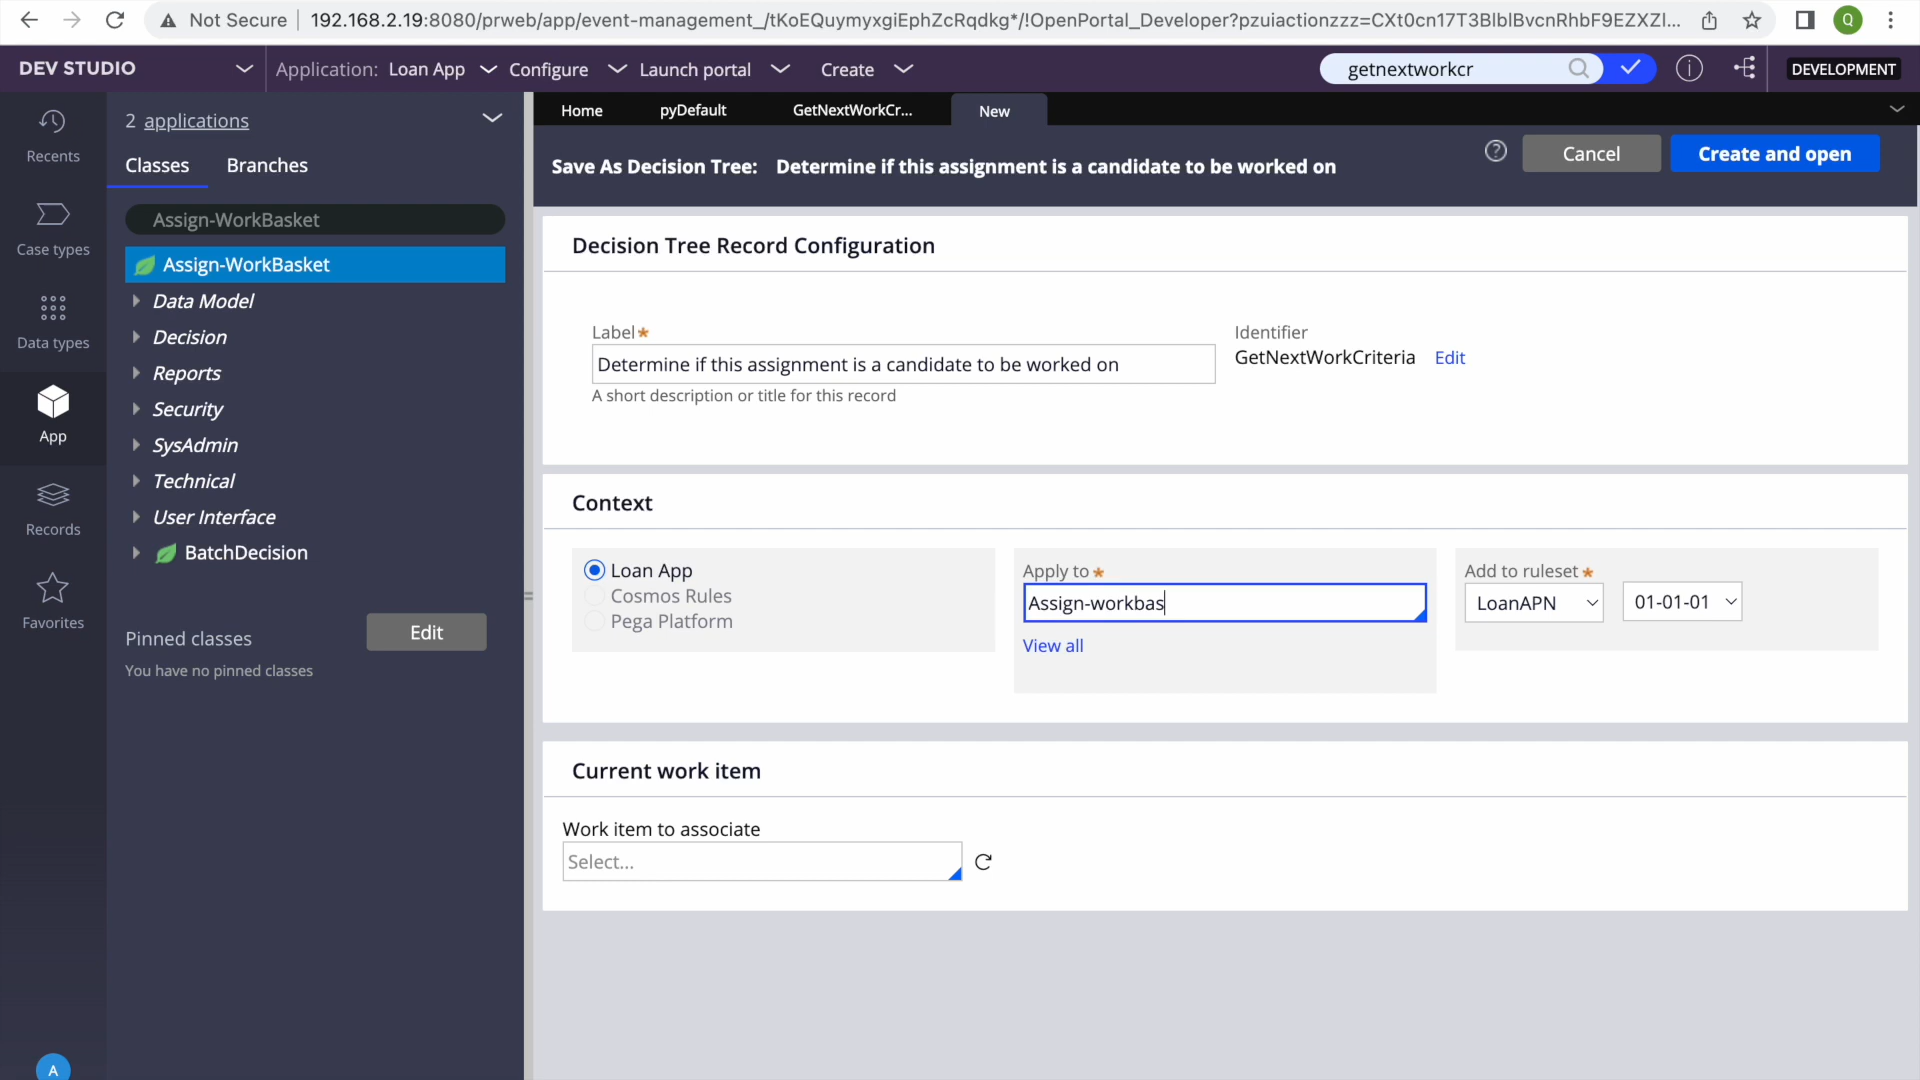 Not Secure
192.168.2.19:8080/prweb/app/event-management_/tKoEQuymyxgiEphZcRqdkg*/!OpenPortal_Developer?pzuiactionzzz=CXt0cn17T3BlblBvcnRhbF9EZXZl...
Q
DEV STUDIO
Application: Loan App
Configure
Launch portal
Create
getnextworkcr
DEVELOPMENT
Recents
Case types
Data types
App
Records
Favorites
A
2 applications
Classes
Branches
Assign-WorkBasket
Assign-WorkBasket
Data Model
Decision
Reports
Security
SysAdmin
Technical
User Interface
BatchDecision
Pinned classes
Edit
You have no pinned classes
Home
pyDefault
GetNextWorkCr...
New
Save As Decision Tree: Determine if this assignment is a candidate to be worked on
?
Cancel
Create and open
Decision Tree Record Configuration
Label*
Determine if this assignment is a candidate to be worked on
A short description or title for this record
Identifier
GetNextWorkCriteria Edit
Context
Loan App
Cosmos Rules
Pega Platform
Apply to *
Assign-workbas
View all
Add to ruleset *
LoanAPN
01-01-01
Current work item
Work item to associate
Select...